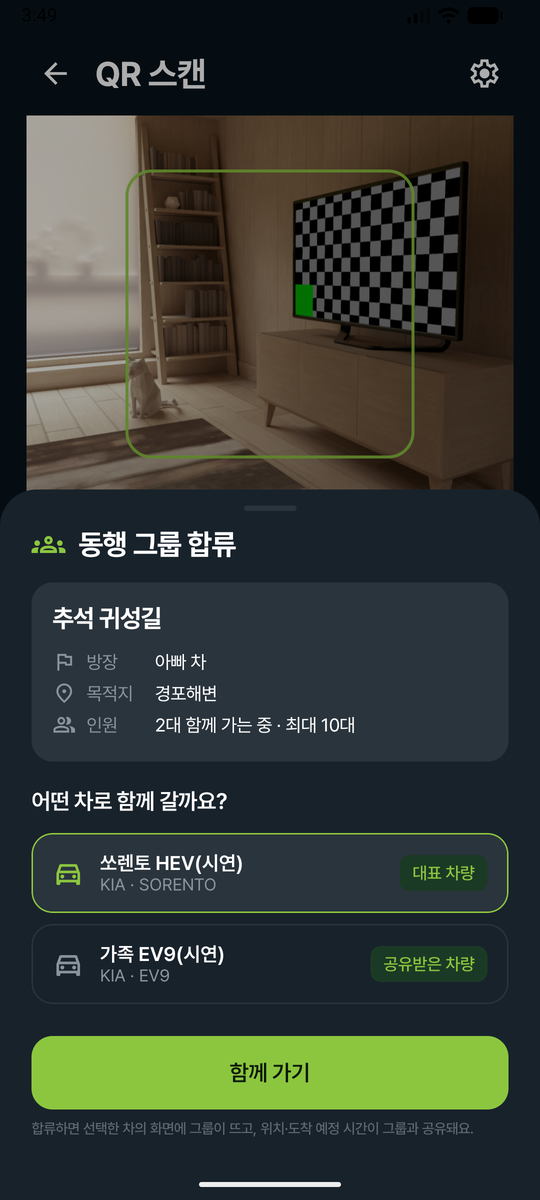 3:49
QR 스캔
동행 그룹 합류
추석 귀성길
방장 아빠 차
목적지 경포해변
인원 2대 함께 가는 중 · 최대 10대
어떤 차로 함께 갈까요?
쏘렌토 HEV(시연)
KIA · SORENTO
대표 차량
가족 EV9(시연)
KIA · EV9
공유받은 차량
함께 가기
합류하면 선택한 차의 화면에 그룹이 뜨고, 위치·도착 예정 시간이 그룹과 공유돼요.